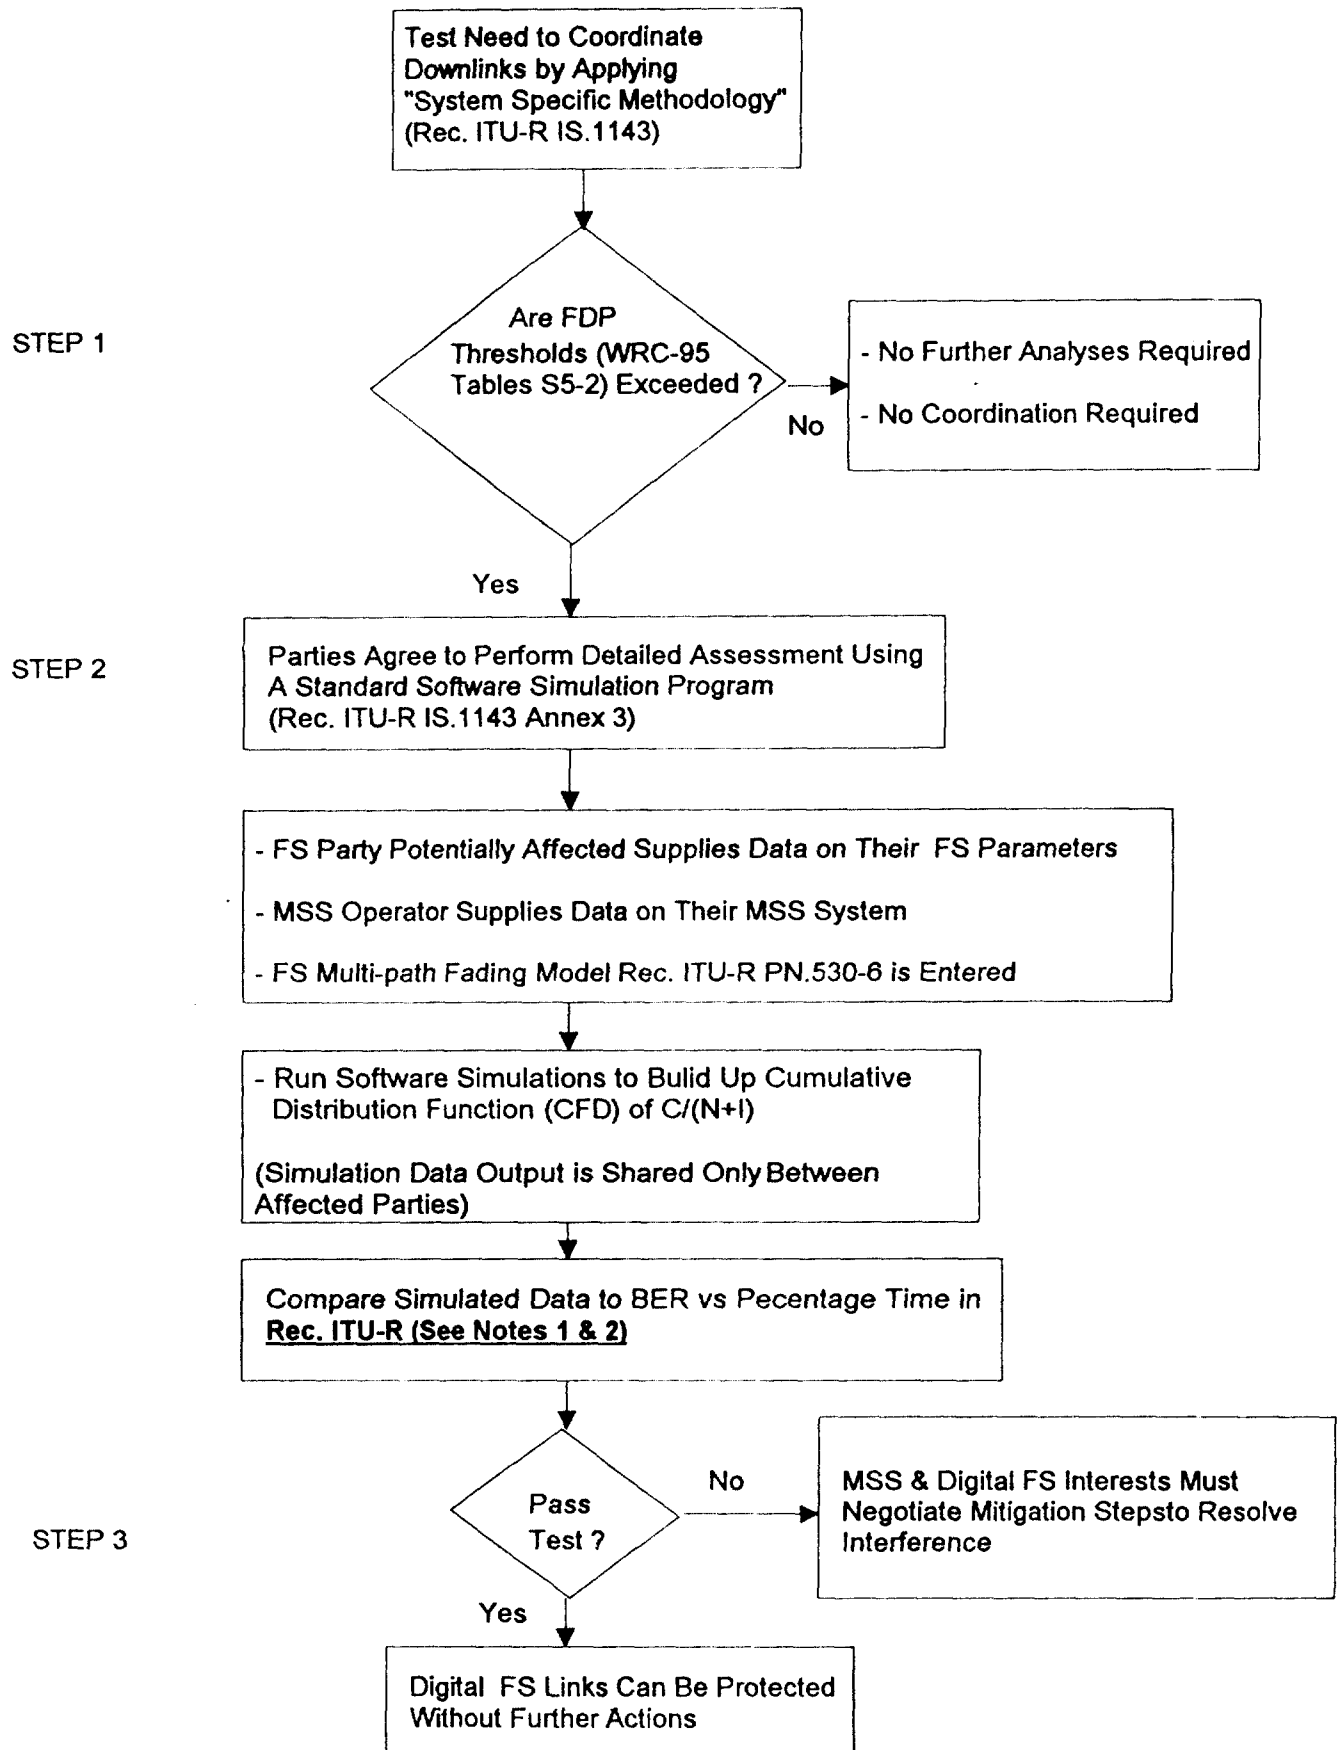 Test Need to Coordinate
Downlinks by Applying
"System Specific Methodology"
(Rec. ITU-R IS.1143)
STEP 1
Are FDP
Thresholds (WRC-95
Tables S5-2) Exceeded ?
No
- No Further Analyses Required
- No Coordination Required
Yes
STEP 2
Parties Agree to Perform Detailed Assessment Using
A Standard Software Simulation Program
(Rec. ITU-R IS.1143 Annex 3)
- FS Party Potentially Affected Supplies Data on Their FS Parameters
- MSS Operator Supplies Data on Their MSS System
- FS Multi-path Fading Model Rec. ITU-R PN.530-6 is Entered
- Run Software Simulations to Bulid Up Cumulative
Distribution Function (CFD) of C/(N+I)
(Simulation Data Output is Shared Only Between
Affected Parties)
Compare Simulated Data to BER vs Pecentage Time in
Rec. ITU-R (See Notes 1 & 2)
STEP 3
Pass
Test ?
No
MSS & Digital FS Interests Must
Negotiate Mitigation Stepsto Resolve
Interference
Yes
Digital FS Links Can Be Protected
Without Further Actions